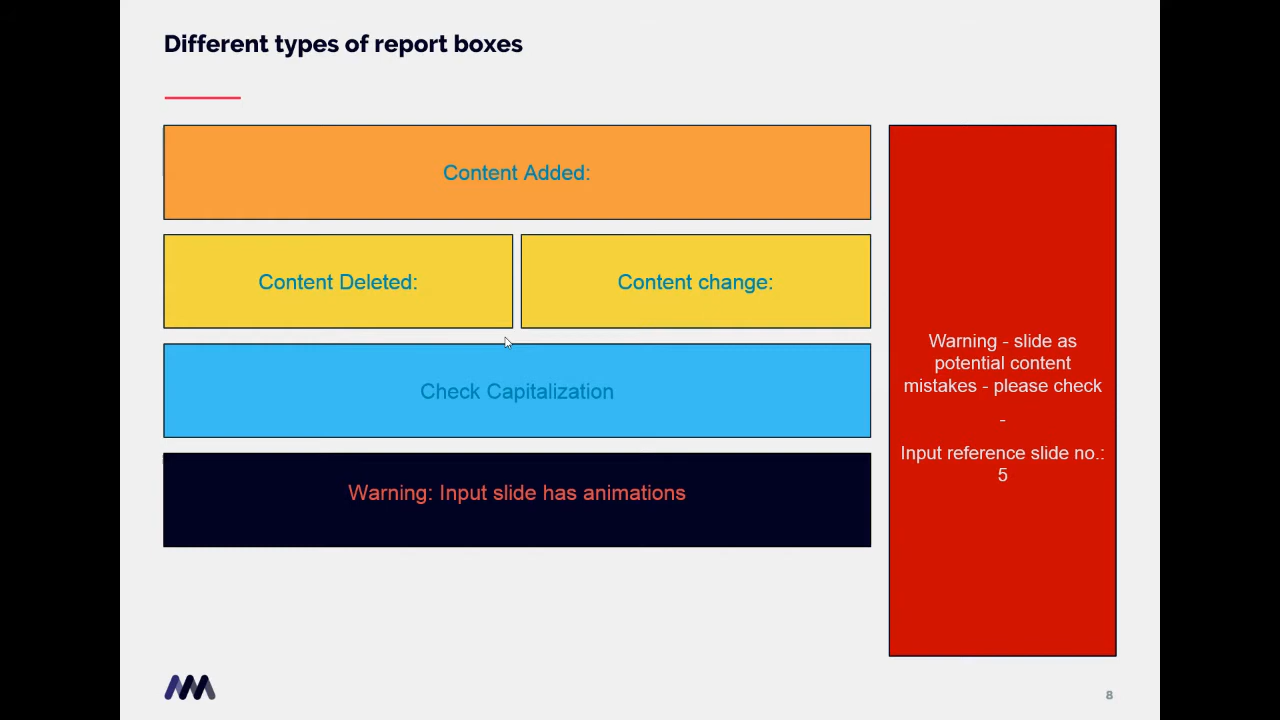 Different types of report boxes
Content Added:
Content Deleted:
Content change:
Check Capitalization
Warning: Input slide has animations
Warning - slide as
potential content
mistakes - please check
-
Input reference slide no.:
5
8